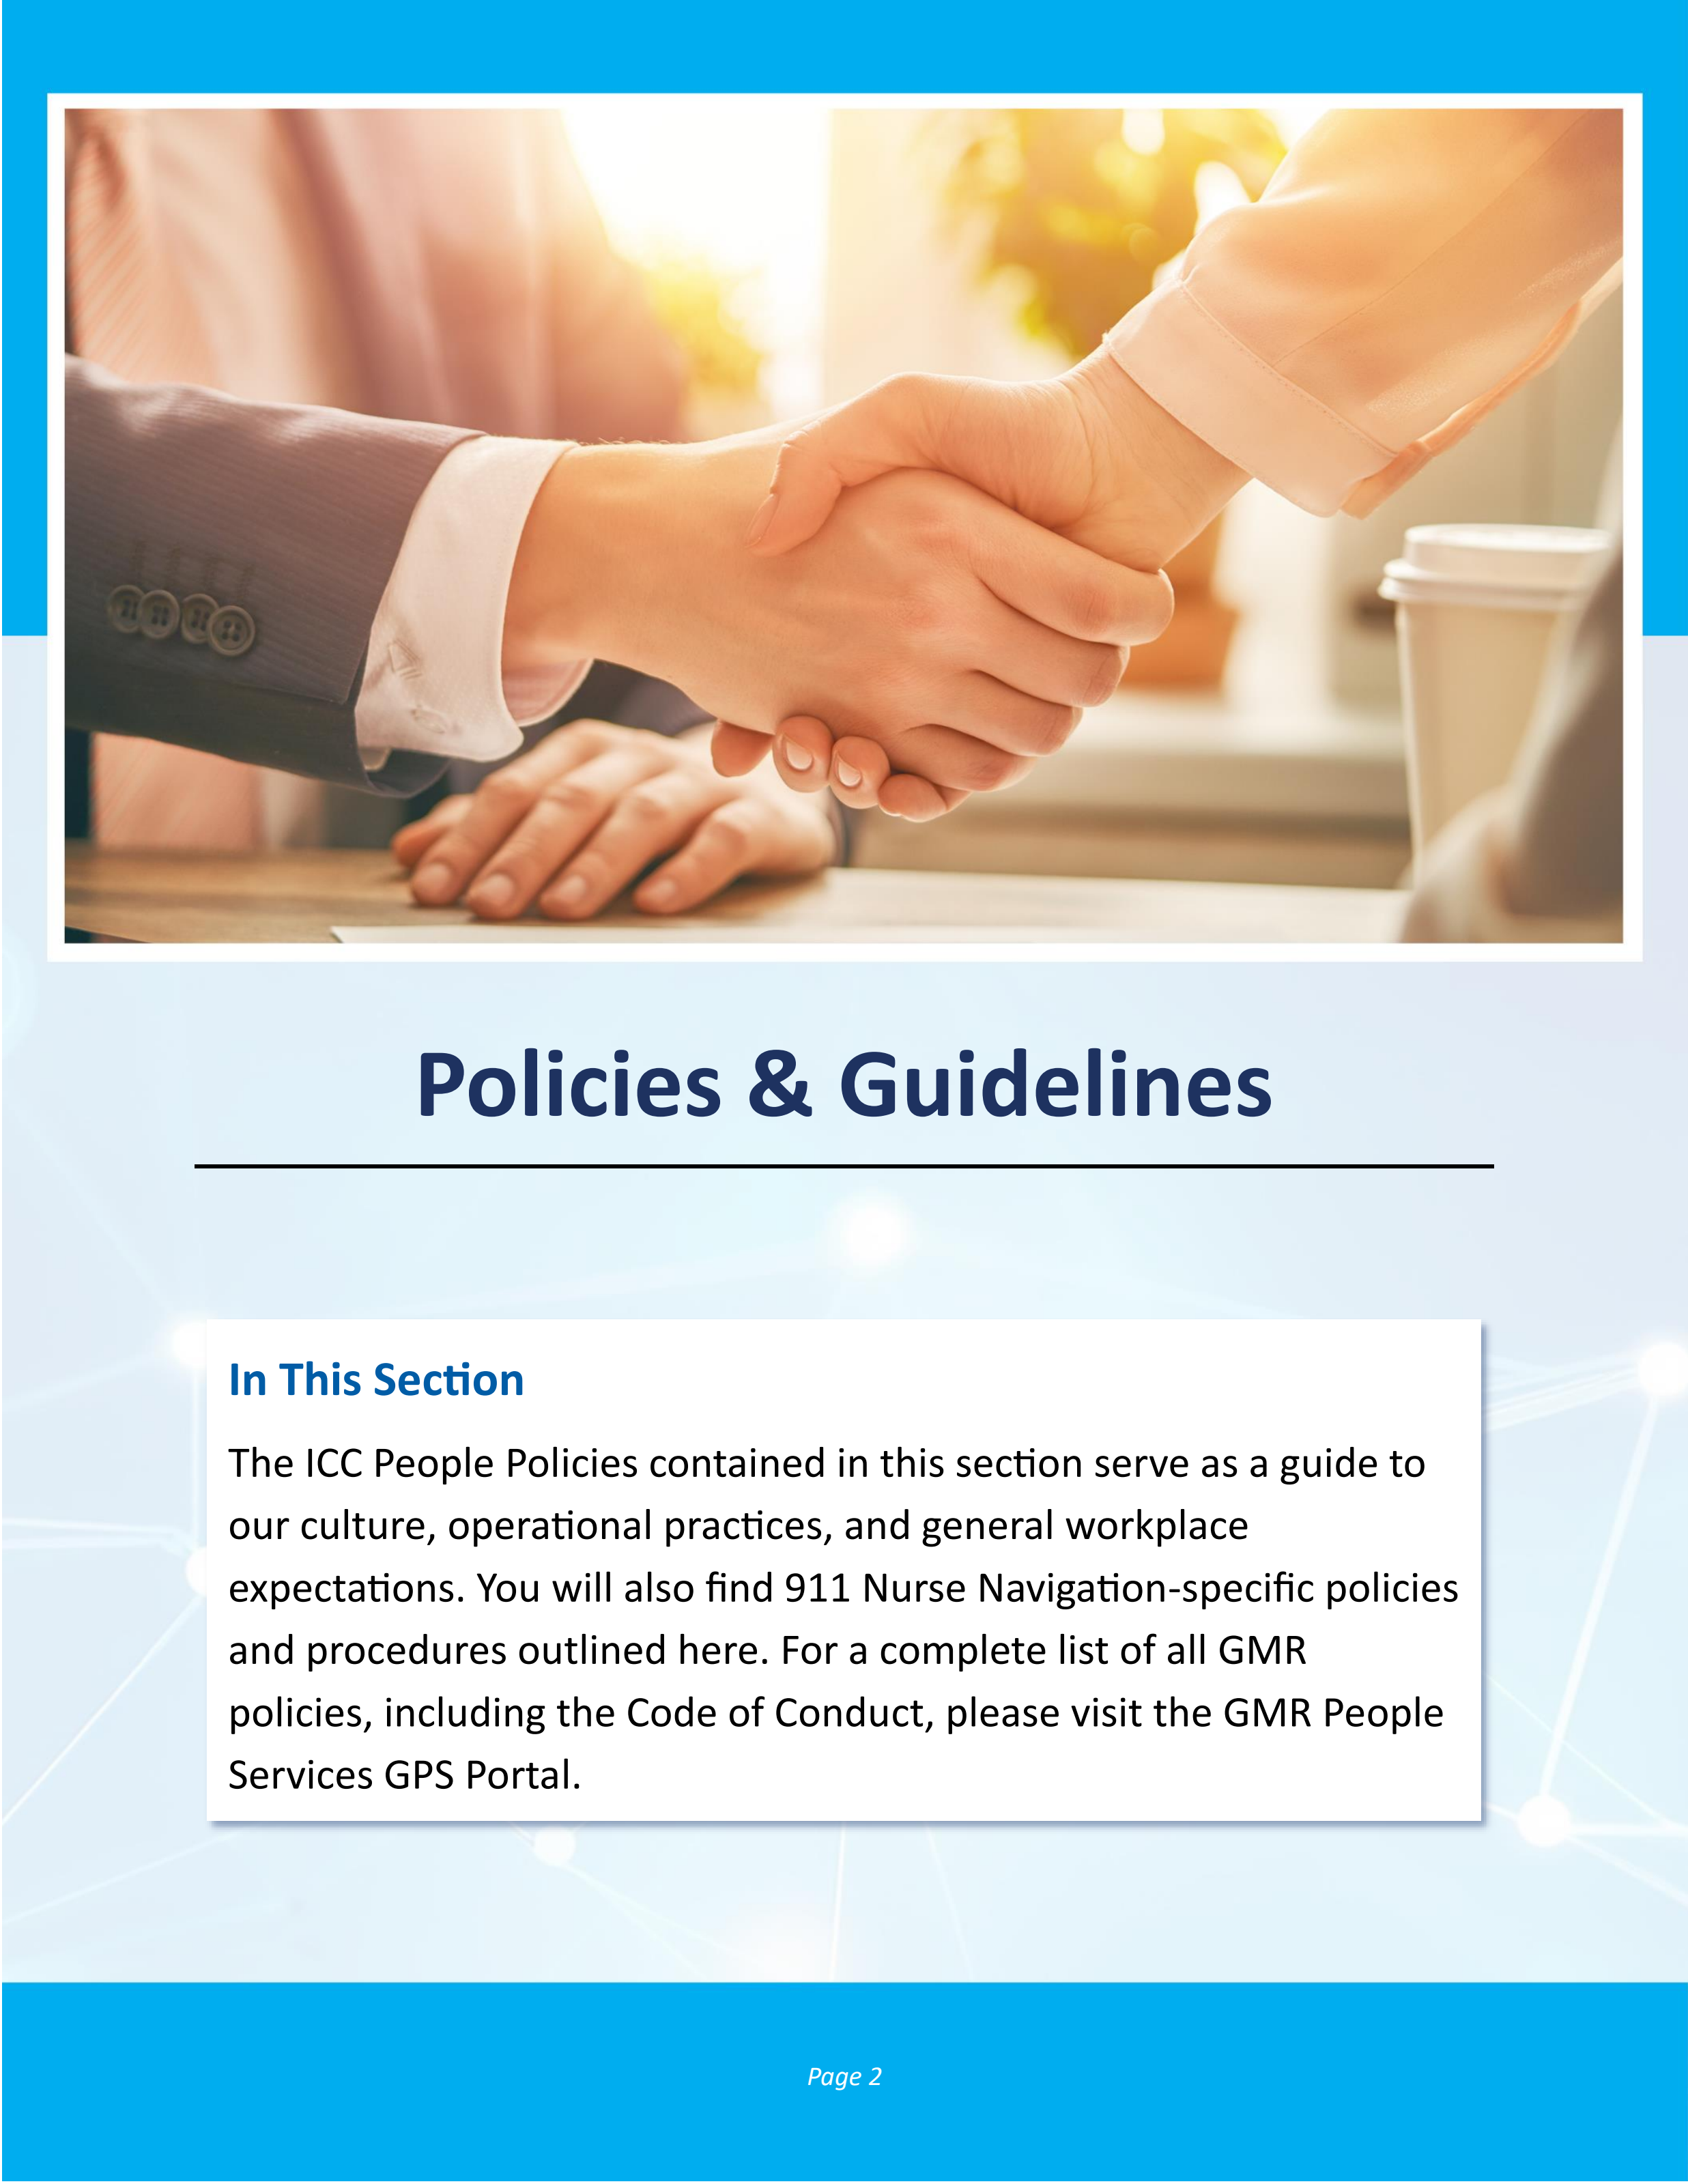 Policies & Guidelines
In This Section
The ICC People Policies contained in this section serve as a guide to
our culture, operational practices, and general workplace
expectations. You will also find 911 Nurse Navigation-specific policies
and procedures outlined here. For a complete list of all GMR
policies, including the Code of Conduct, please visit the GMR People
Services GPS Portal.
Page 2